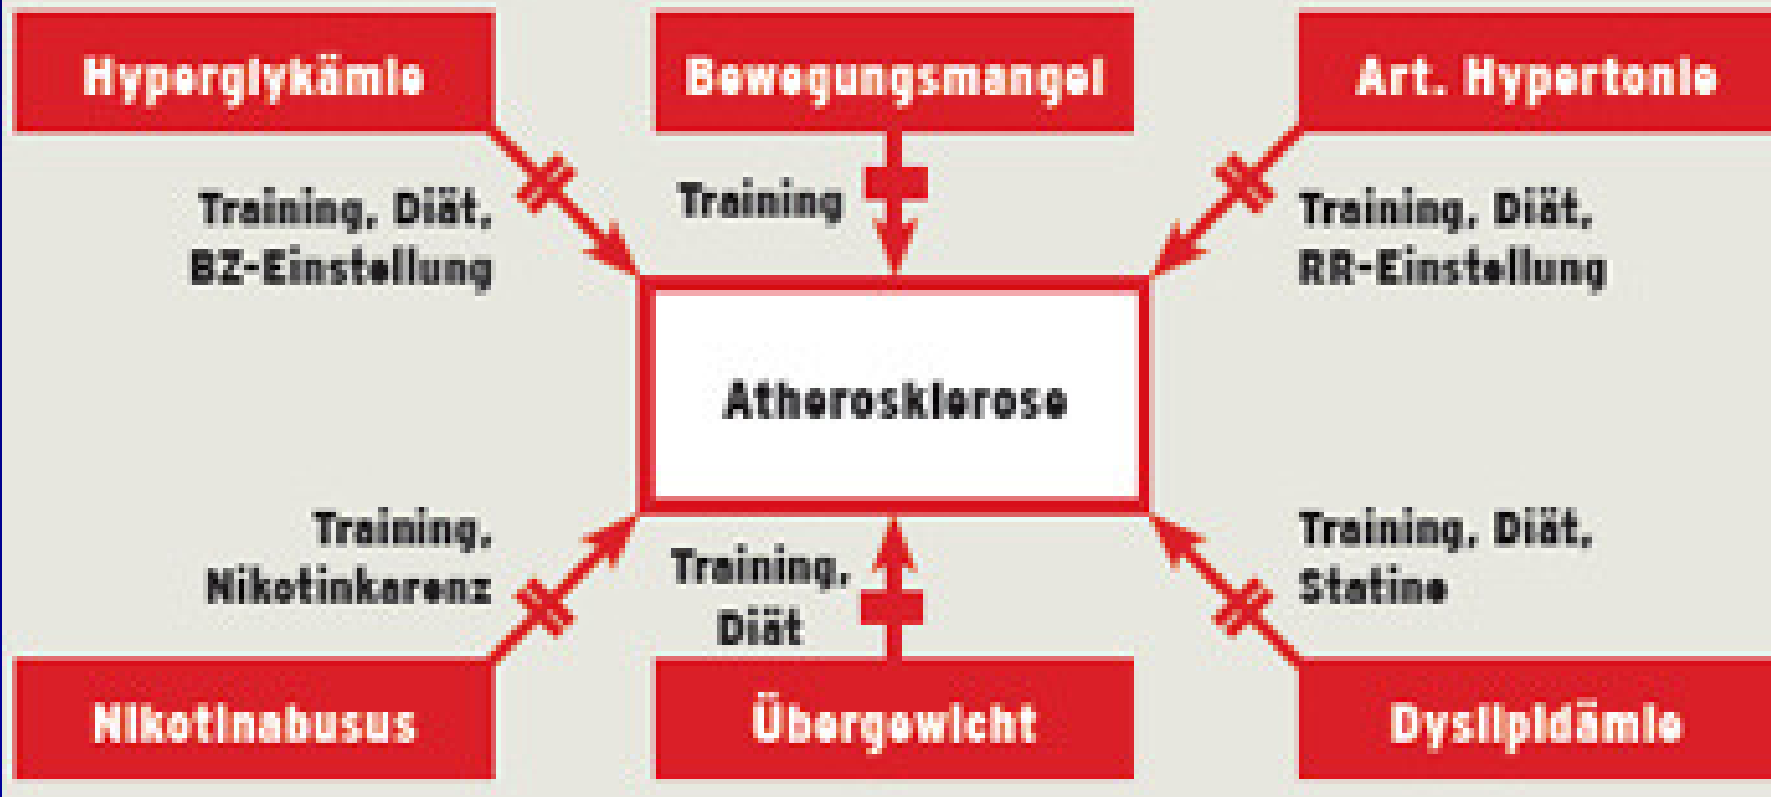 Hyperglykämie
Bewegungsmangel
Art. Hypertonie
Training, Diät,
BZ-Einstellung
Training
Training, Diät,
RR-Einstellung
Atherosklerose
Training,
Nikotinkarenz
Training,
Diät
Training, Diät,
Statine
Nikotinabusus
Übergewicht
Dyslipidämie